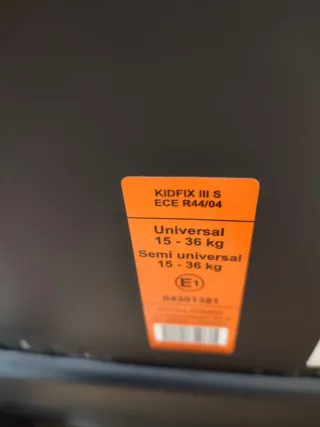 KIDFIX III S
ECE R44/04
Universal
15 - 36 kg
Semi universal
15 - 36 kg
E1
04301381